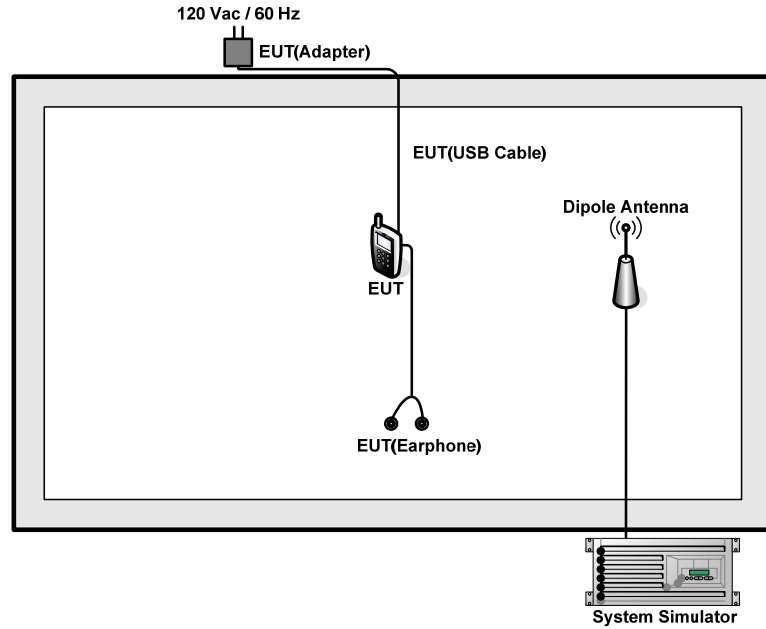 120 Vac / 60 Hz
EUT(Adapter)
EUT(USB Cable)
Dipole Antenna
EUT
EUT(Earphone)
System Simulator